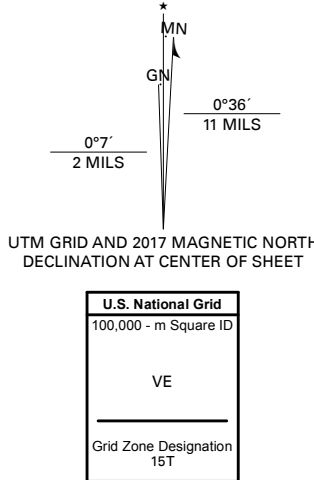 ★
MN
GN
0°36´
11 MILS
0°7´
2 MILS
UTM GRID AND 2017 MAGNETIC NORTH
DECLINATION AT CENTER OF SHEET
U.S. National Grid
100,000 - m Square ID
VE
Grid Zone Designation
15T